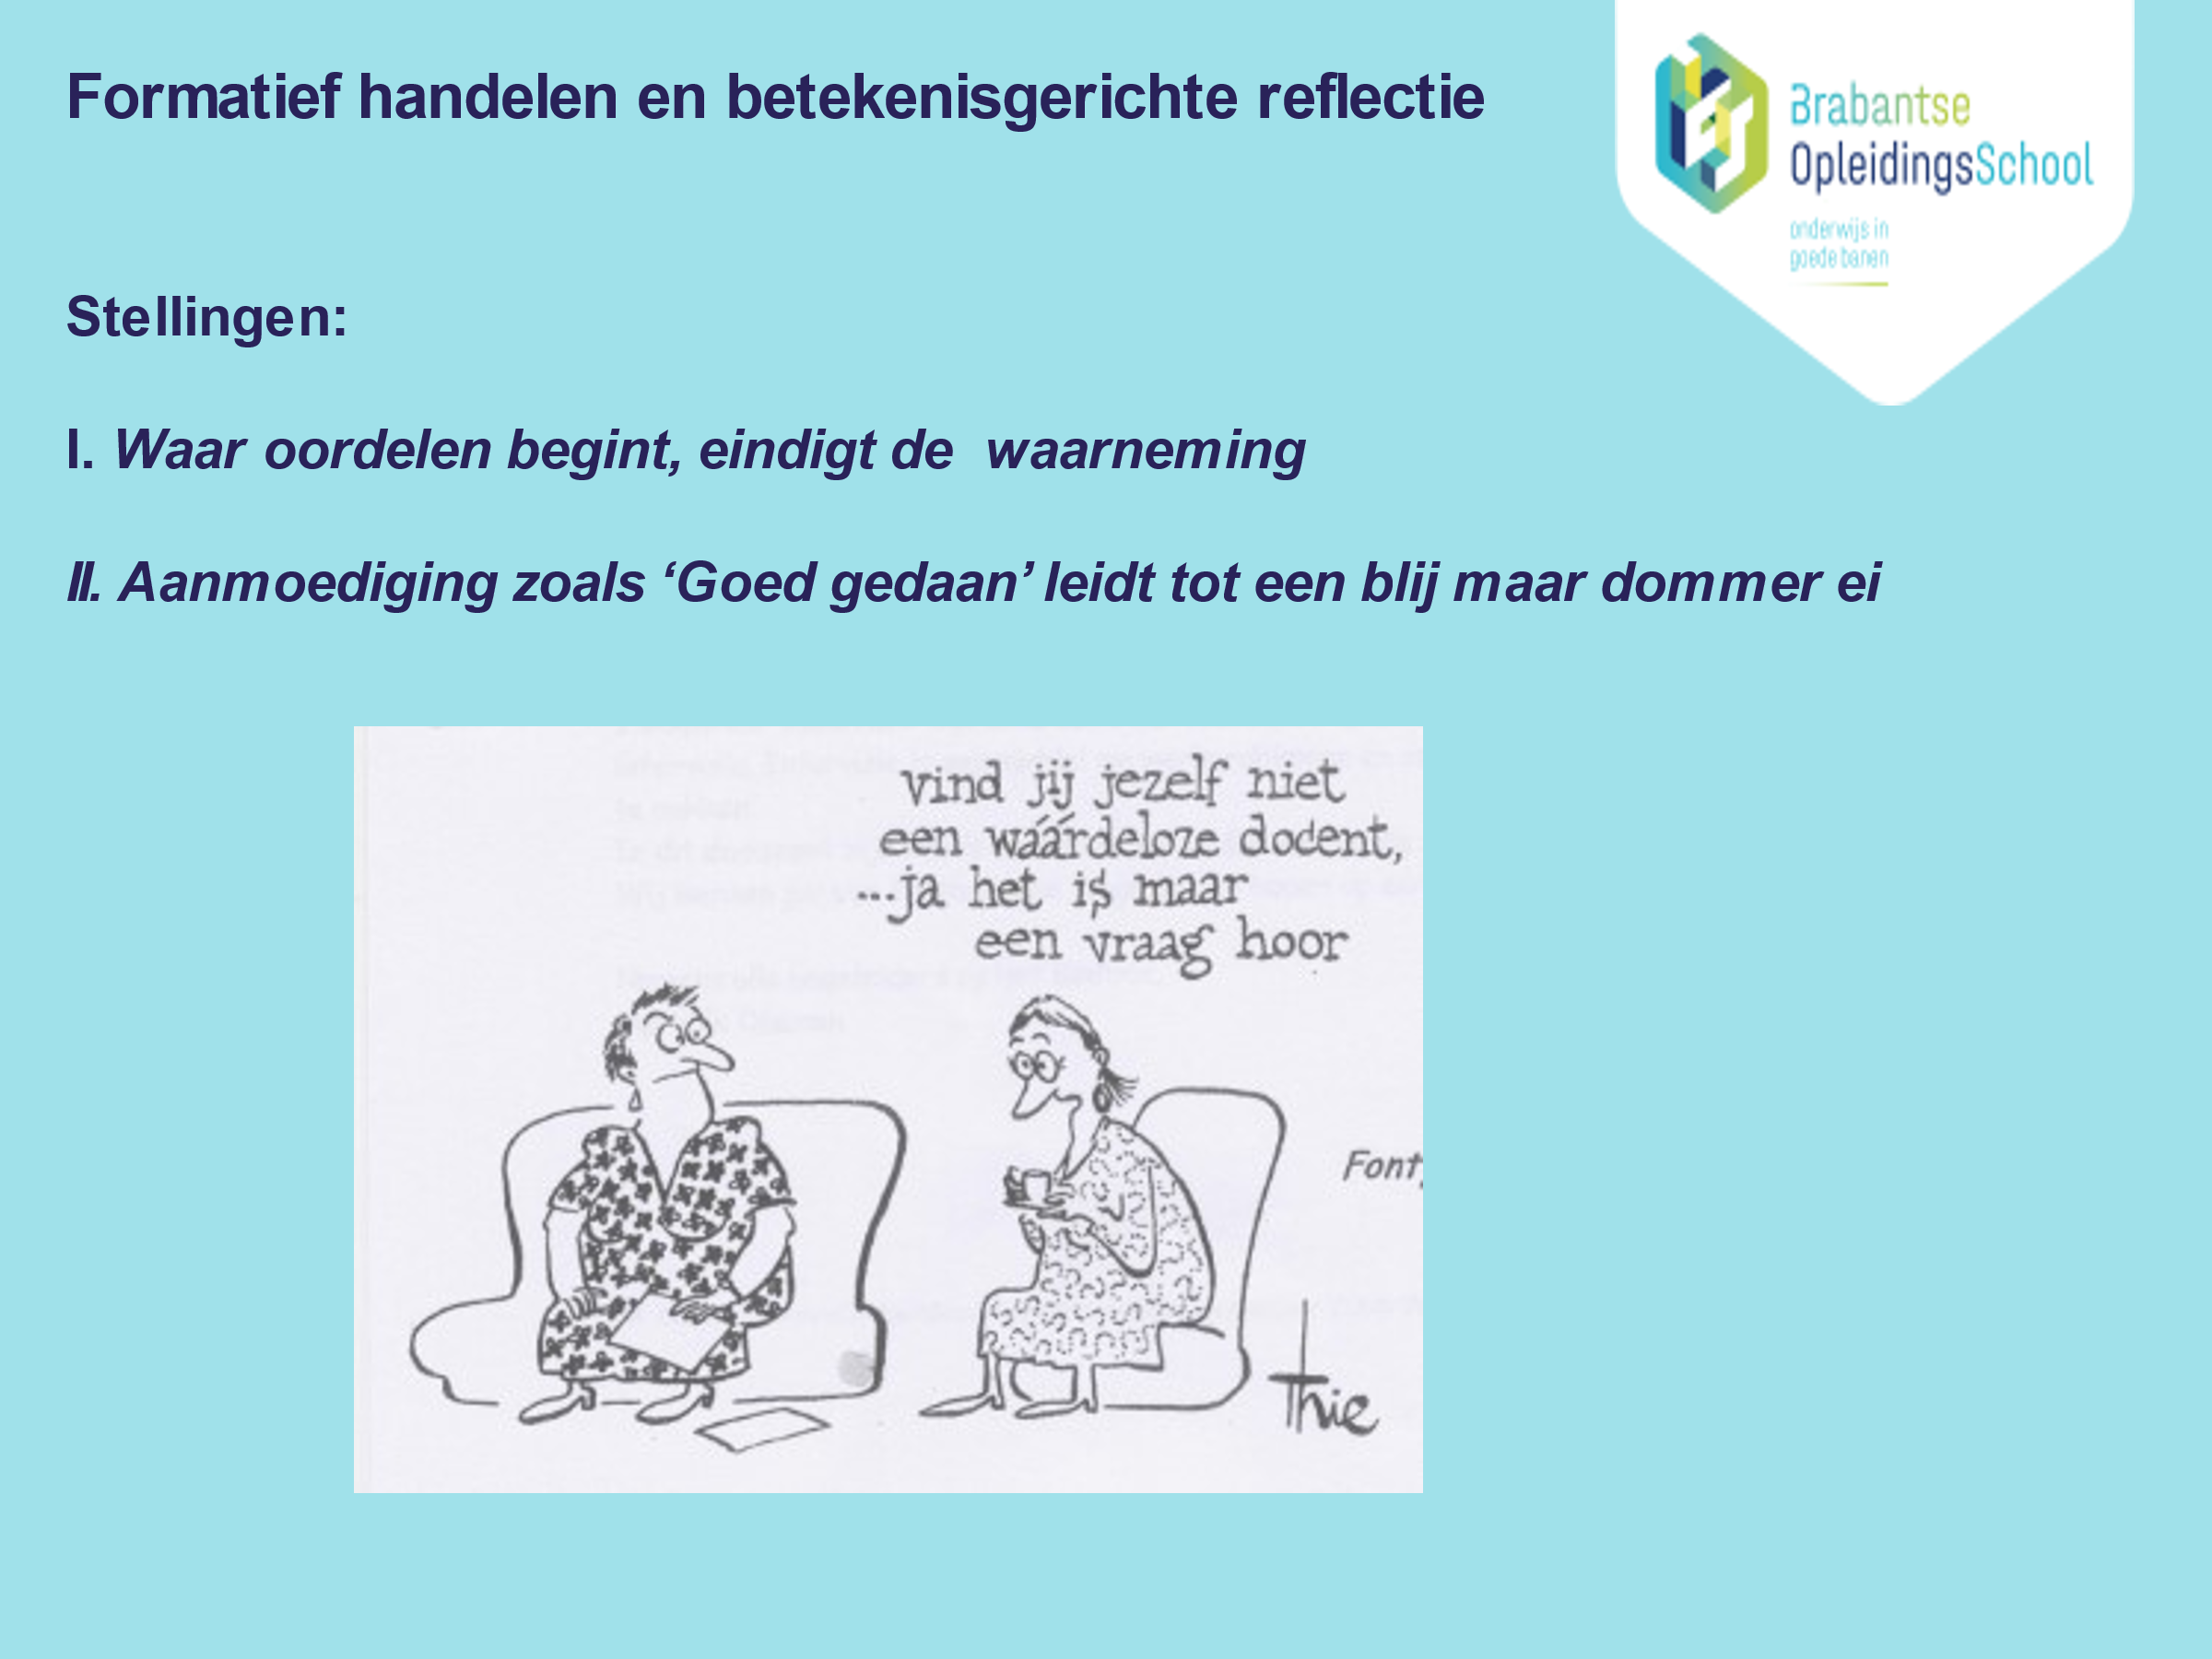 Formatief handelen en betekenisgerichte reflectie
Brabantse
OpleidingsSchool
onderwijs in
goede banen
Stellingen:
I. Waar oordelen begint, eindigt de waarneming
II. Aanmoediging zoals ‘Goed gedaan’ leidt tot een blij maar dommer ei
vind jij jezelf niet
een wáárdeloze docent,
...ja het is maar
een vraag hoor
Font
Thie